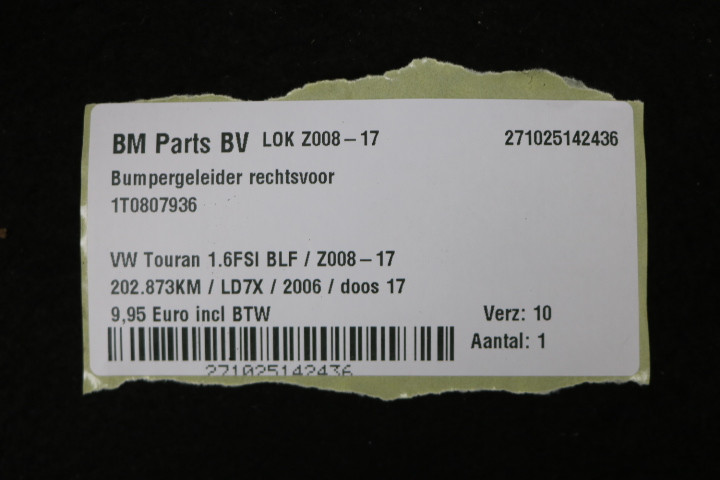 BM Parts BV LOK Z008-17 271025142436
Bumpergeleider rechtsvoor
1T0807936
VW Touran 1.6FSI BLF / Z008-17
202.873KM / LD7X / 2006 / doos 17
9,95 Euro incl BTW Verz: 10
Aantal: 1
271025142436